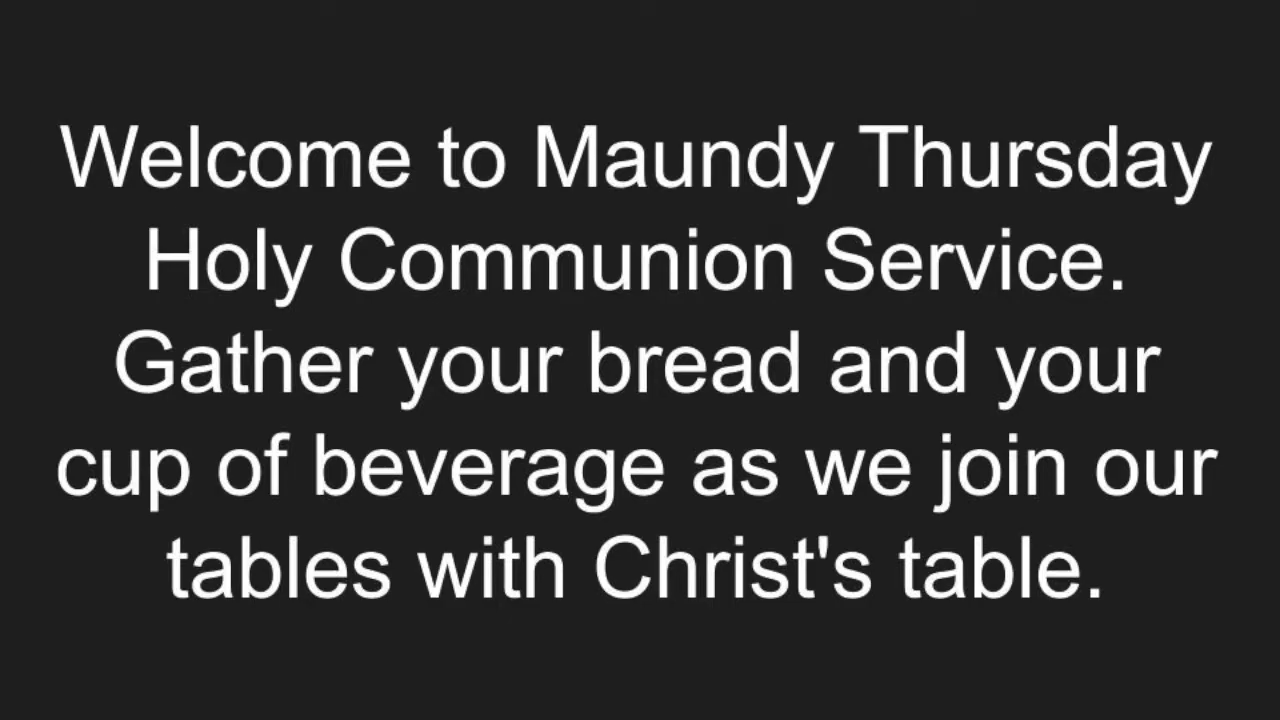 Welcome to Maundy Thursday
Holy Communion Service.
Gather your bread and your
cup of beverage as we join our
tables with Christ's table.